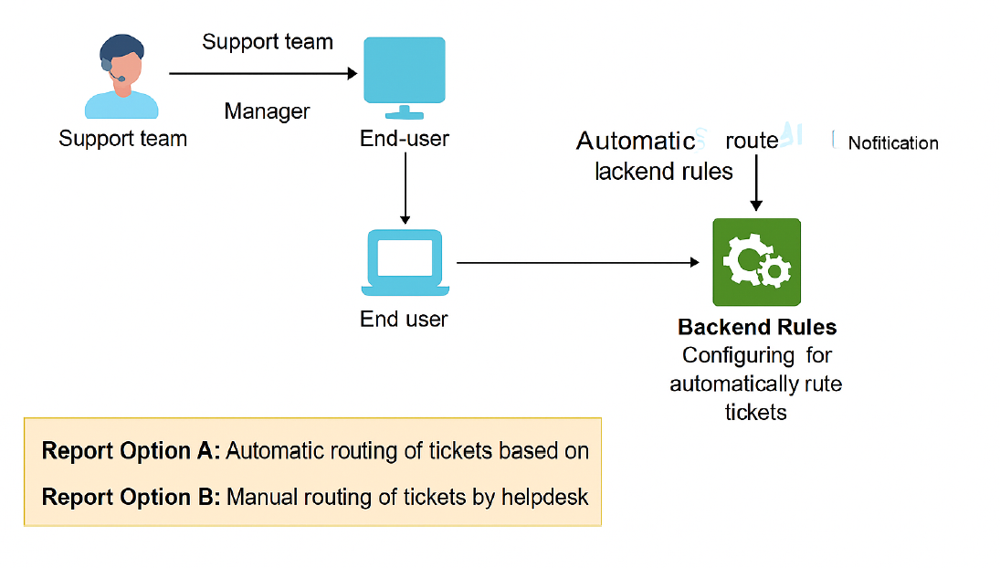 Support team
Manager
Support team
End-user
Automatic route Nofitication
lackend rules
End user
Backend Rules
Configuring for
automatically rute
tickets
Report Option A: Automatic routing of tickets based on
Report Option B: Manual routing of tickets by helpdesk